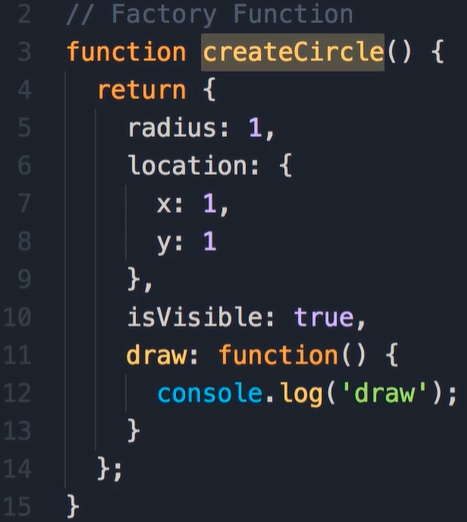 2 // Factory Function
3 function createCircle() {
4   return {
5     radius: 1,
6     location: {
7       x: 1,
8       y: 1
9     },
10     isVisible: true,
11     draw: function() {
12       console.log('draw');
13     }
14   };
15 }